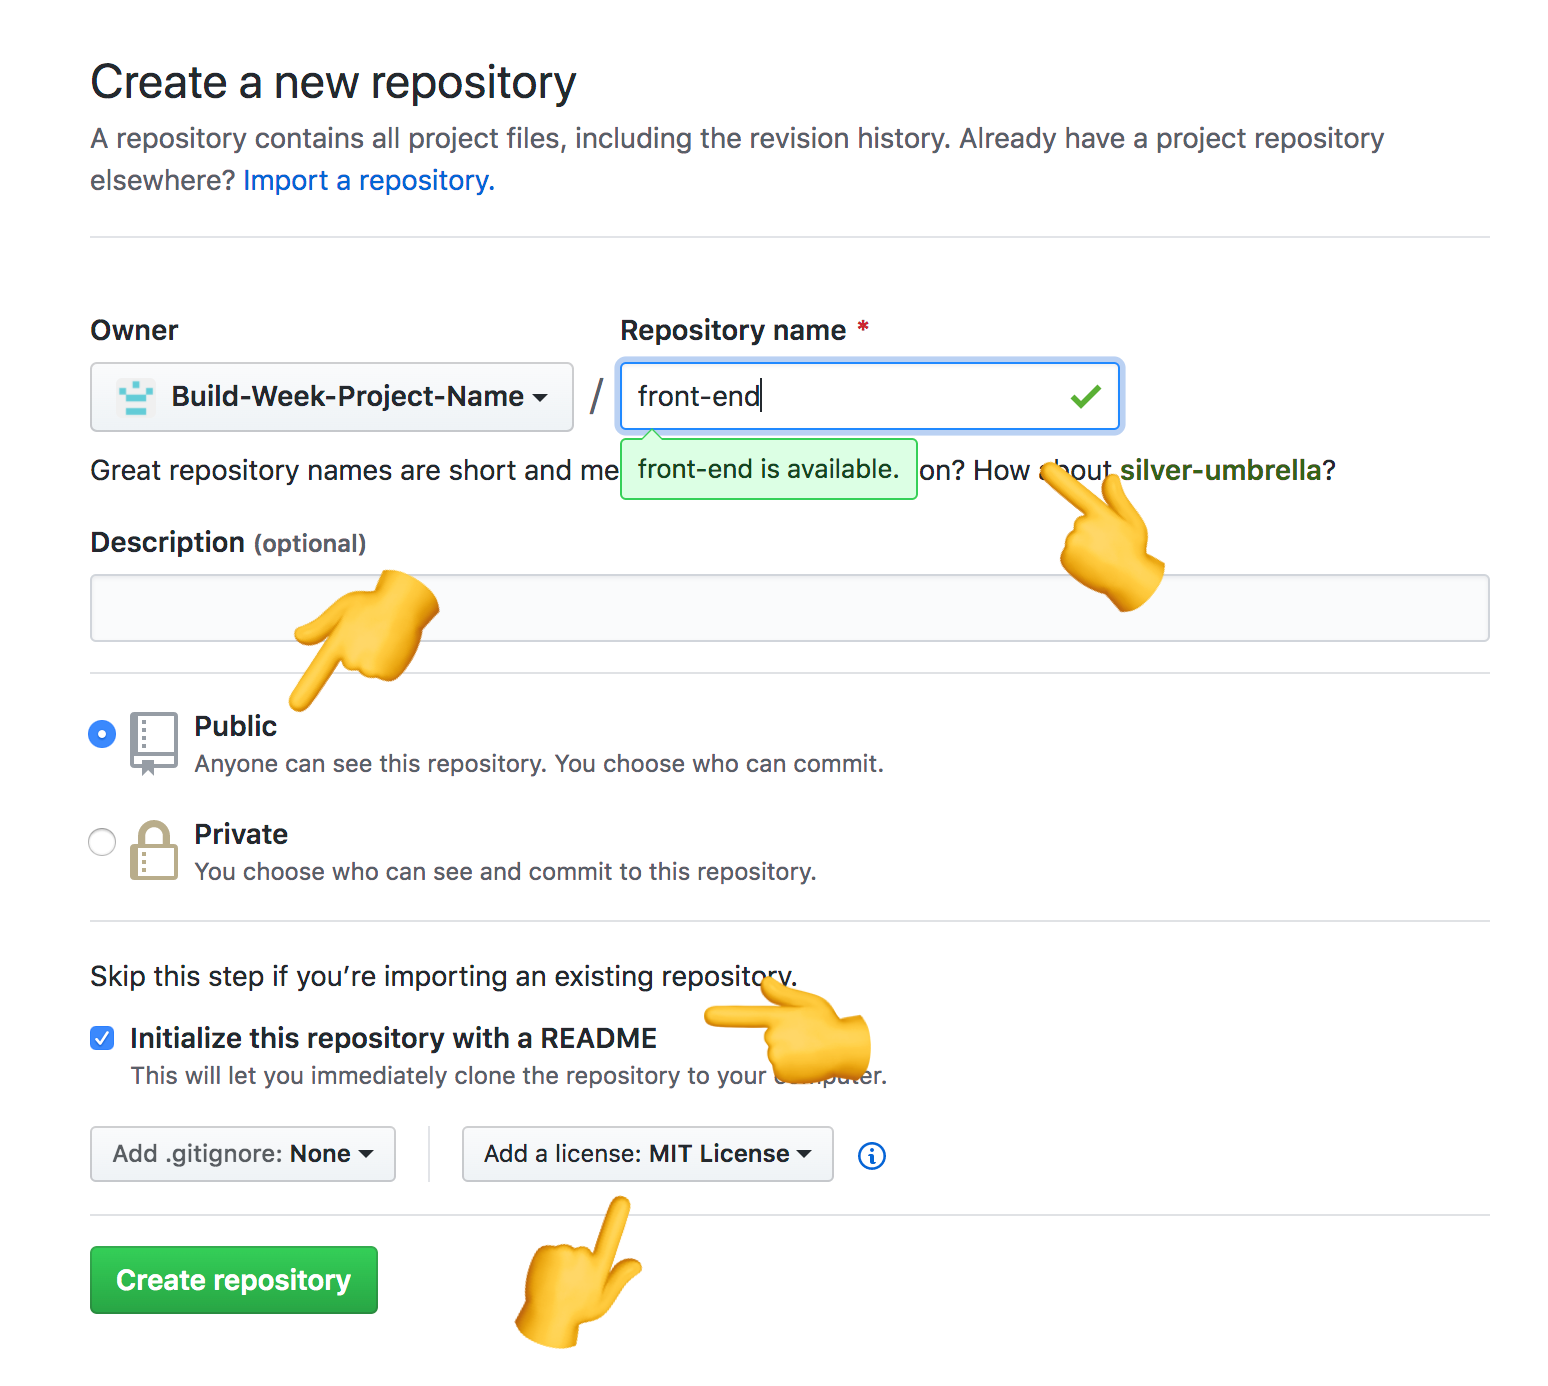 Create a new repository
A repository contains all project files, including the revision history. Already have a project repository
elsewhere? Import a repository.
Owner
Repository name *
Build-Week-Project-Name
/
front-end
Great repository names are short and me
front-end is available.
on? How about silver-umbrella?
Description (optional)
Public
Anyone can see this repository. You choose who can commit.
Private
You choose who can see and commit to this repository.
Skip this step if you’re importing an existing repository.
Initialize this repository with a README
This will let you immediately clone the repository to your computer.
Add .gitignore: None
Add a license: MIT License
Create repository